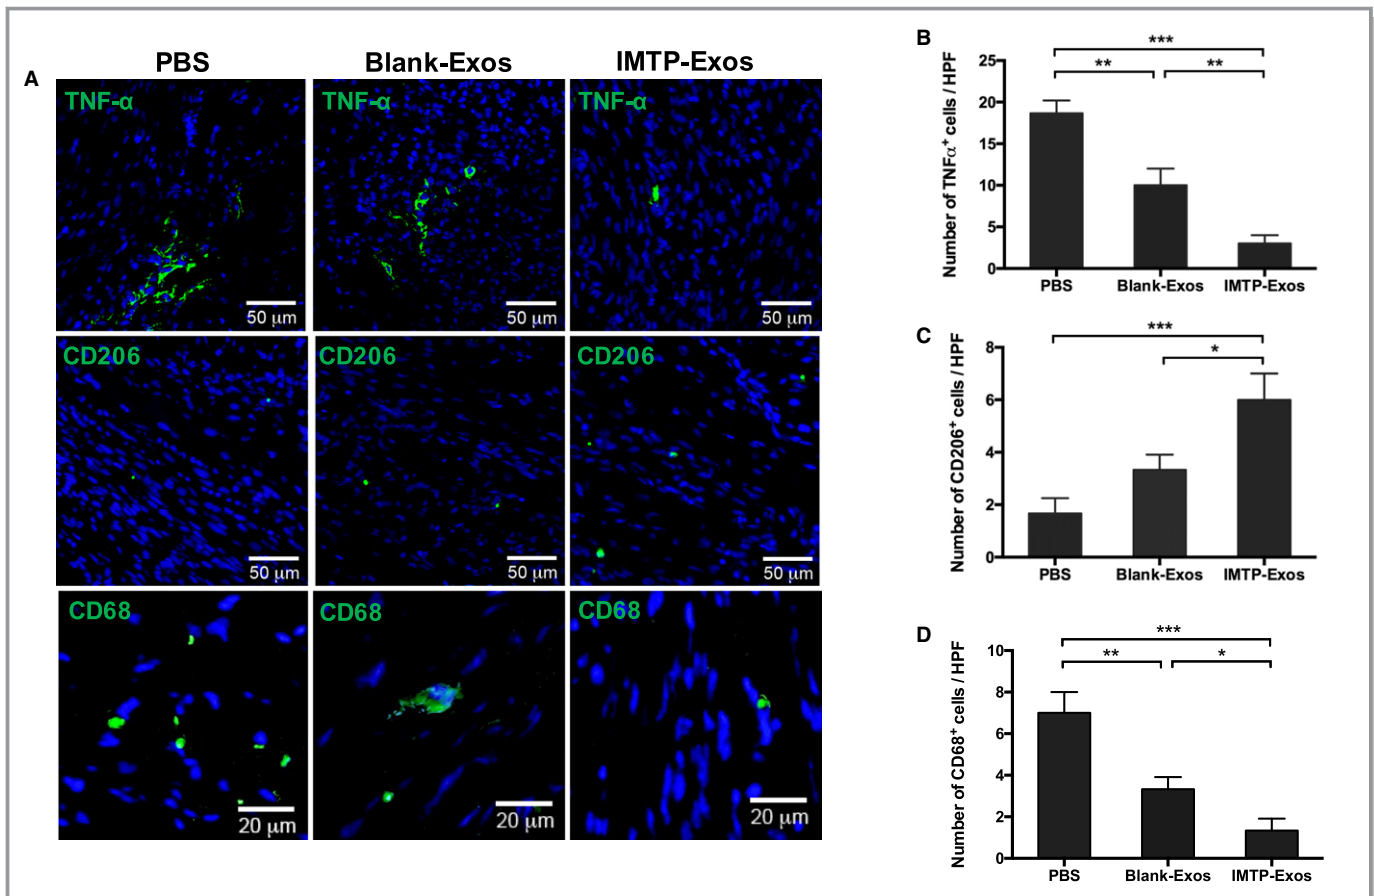 A
PBS Blank-Exos IMTP-Exos
TNF-α TNF-α TNF-α
50 μm 50 μm 50 μm
CD206 CD206 CD206
50 μm 50 μm 50 μm
CD68 CD68 CD68
20 μm 20 μm 20 μm
B
***
** **
Number of TNFα⁺ cells / HPF
25
20
15
10
5
0
PBS Blank-Exos IMTP-Exos
C
***
*
Number of CD206⁺ cells / HPF
8
6
4
2
0
PBS Blank-Exos IMTP-Exos
D
***
** *
Number of CD68⁺ cells / HPF
10
8
6
4
2
0
PBS Blank-Exos IMTP-Exos